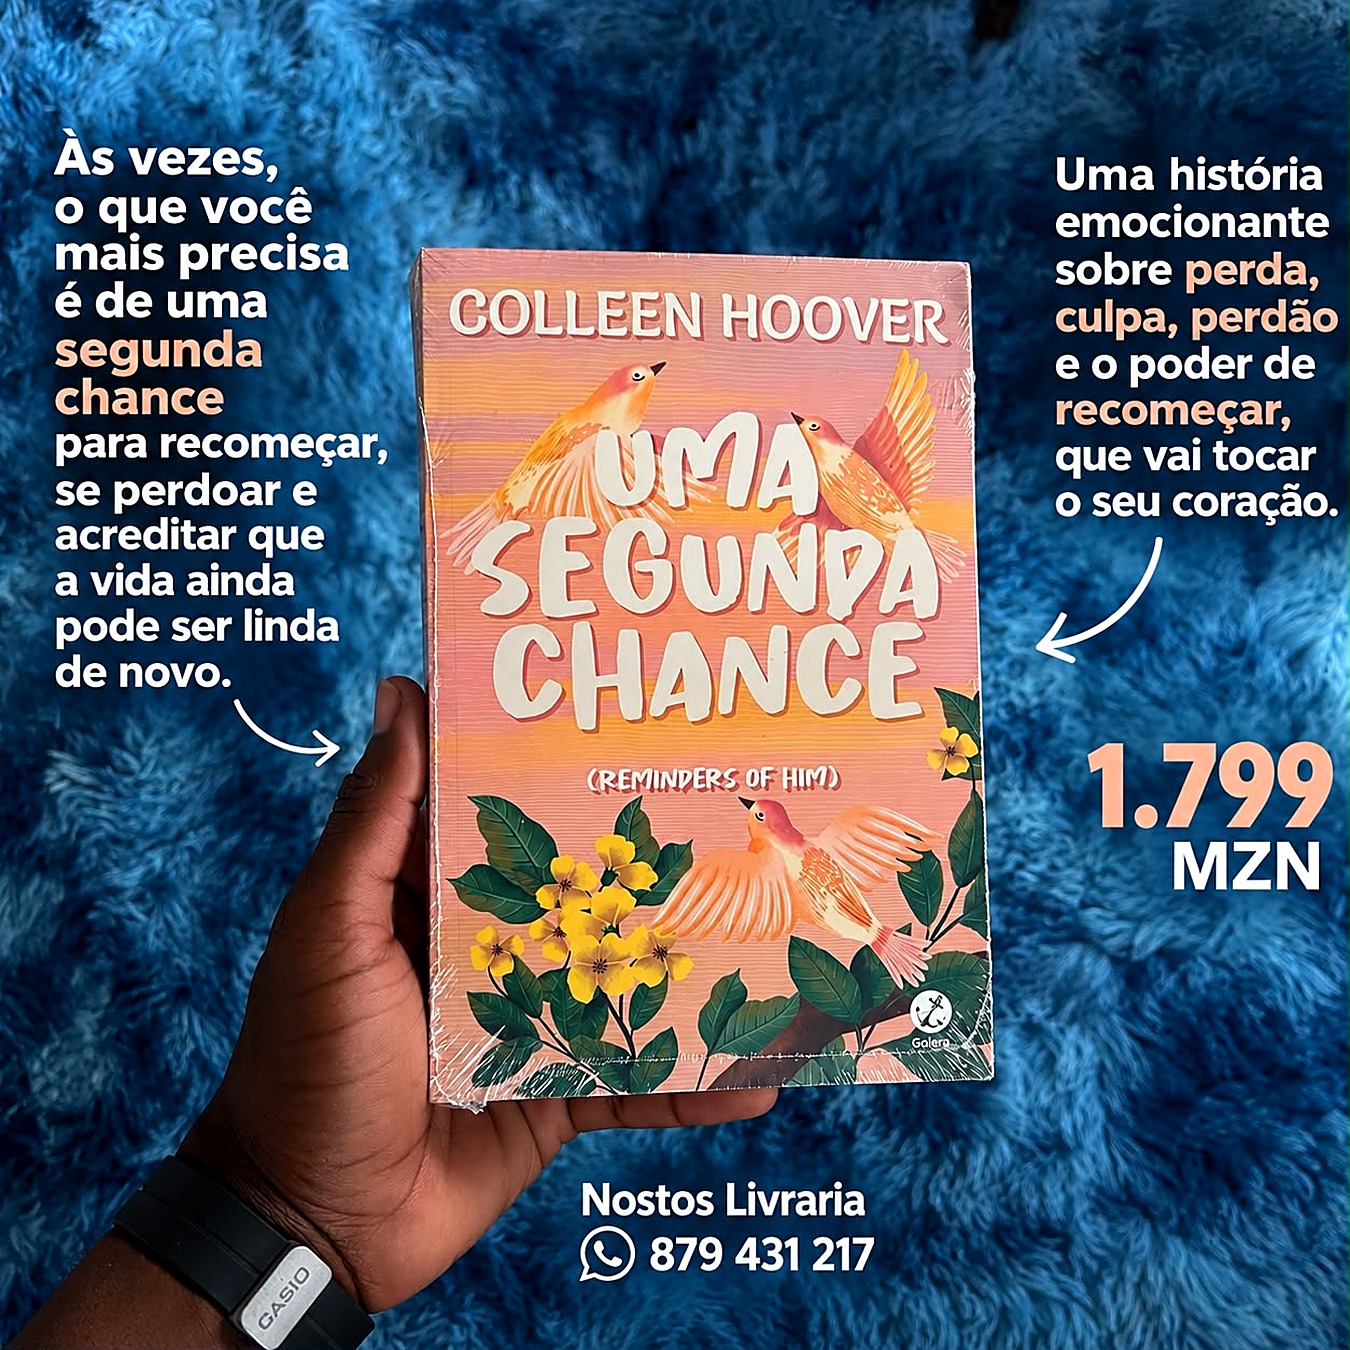 Às vezes,
o que você
mais precisa
é de uma
segunda
chance
para recomeçar,
se perdoar e
acreditar que
a vida ainda
pode ser linda
de novo.
Uma história
emocionante
sobre perda,
culpa, perdão
e o poder de
recomeçar,
que vai tocar
o seu coração.
1.799
MZN
COLLEEN HOOVER
UMA
SEGUNDA
CHANCE
(REMINDERS OF HIM)
Galera
Nostos Livraria
879 431 217
CASIO